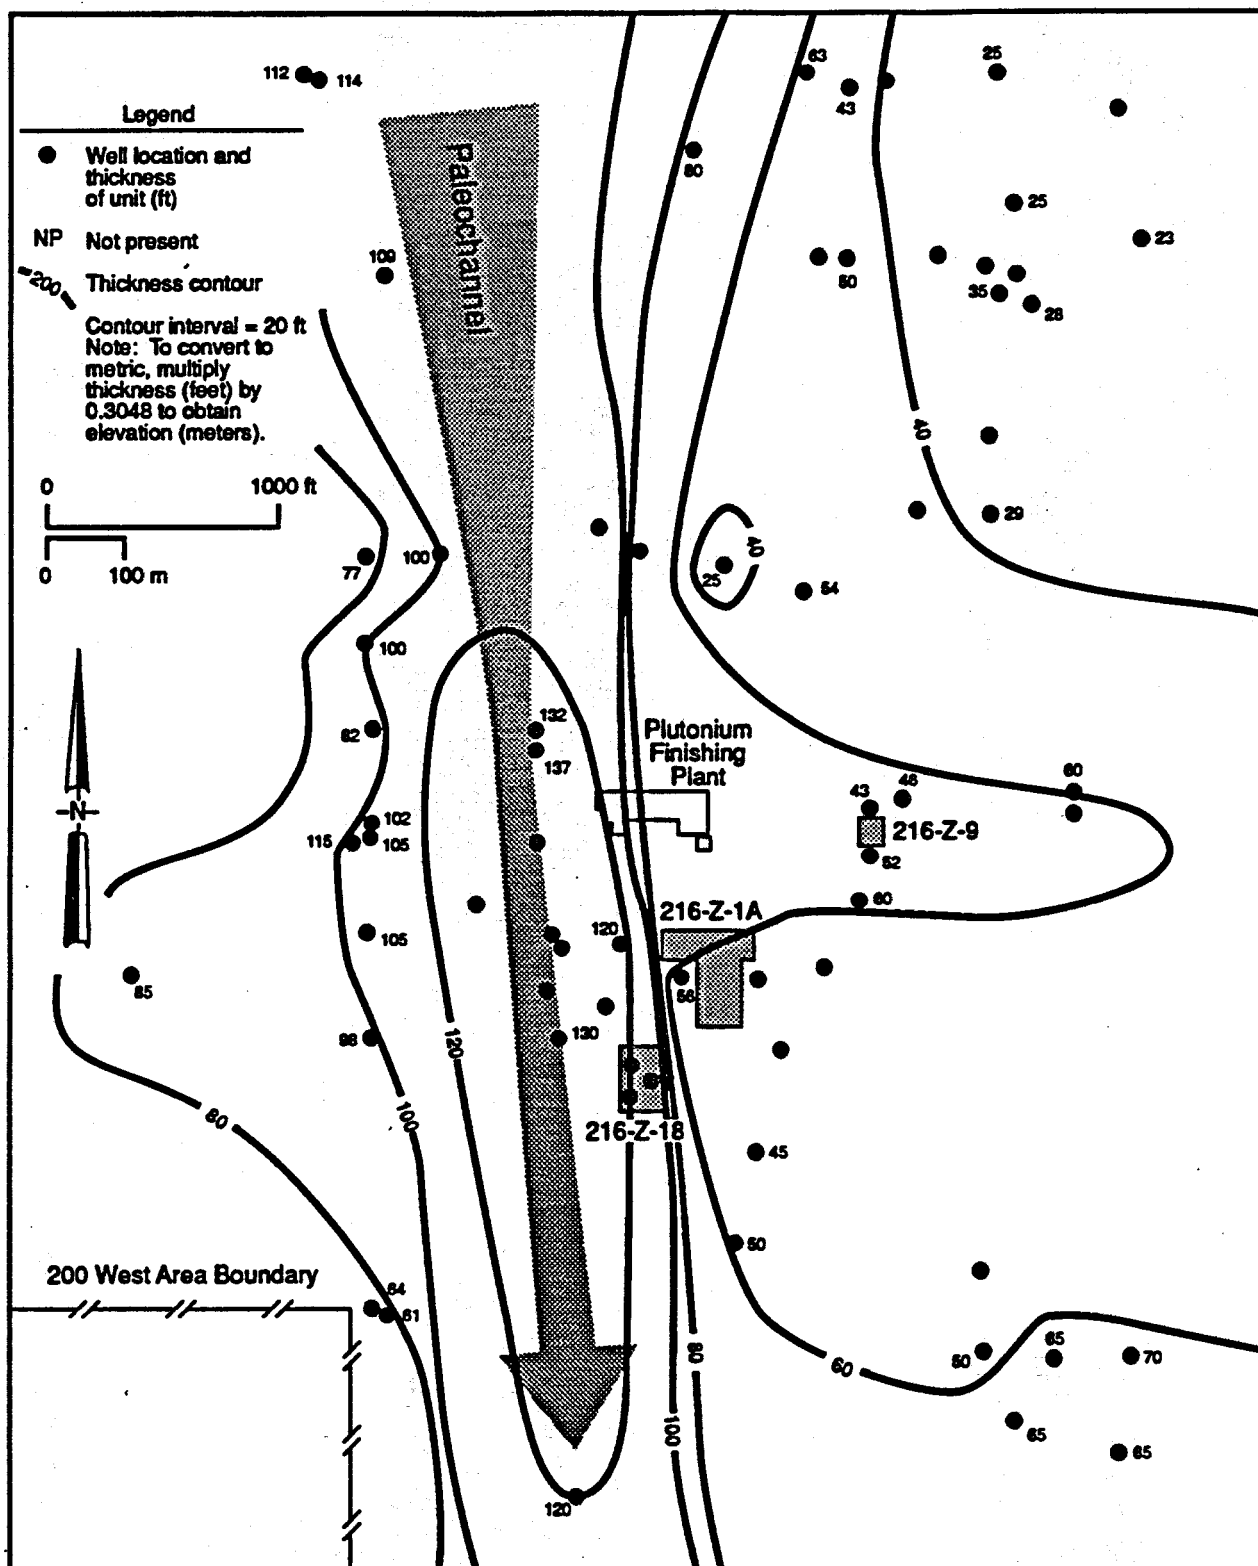 112
114
63
43
25
Legend
Well location and
thickness
of unit (ft)
NP Not present
≈200 Thickness contour
Contour interval = 20 ft
Note: To convert to
metric, multiply
thickness (feet) by
0.3048 to obtain
elevation (meters).
0 1000 ft
0 100 m
Paleochannel
80
25
23
109
50
35
28
40
29
77
100
25
40
54
100
82
132
137
Plutonium
Finishing
Plant
60
43
46
216-Z-9
52
102
105
115
60
216-Z-1A
120
105
N
85
56
98
130
120
216-Z-18
80
100
45
50
200 West Area Boundary
64
61
80
60
50
65
70
100
65
65
120